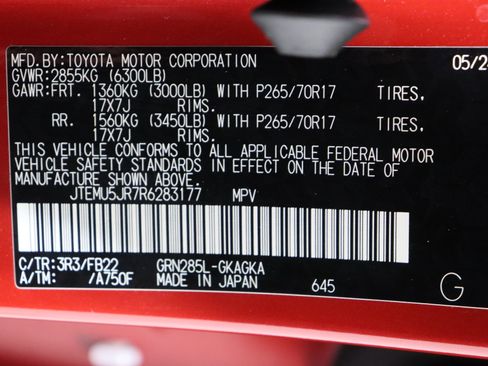 MFD.BY:TOYOTA MOTOR CORPORATION 05/2
GVWR:2855KG (6300LB)
GAWR:FRT. 1360KG (3000LB) WITH P265/70R17 TIRES,
17X7J RIMS.
RR. 1560KG (3450LB) WITH P265/70R17 TIRES,
17X7J RIMS.
THIS VEHICLE CONFORMS TO ALL APPLICABLE FEDERAL MOTOR
VEHICLE SAFETY STANDARDS IN EFFECT ON THE DATE OF
MANUFACTURE SHOWN ABOVE.
JTEMU5JR7R6283177 MPV
C/TR:3R3/FB22 GRN285L-GKAGKA
A/TM: /A750F MADE IN JAPAN 645 G